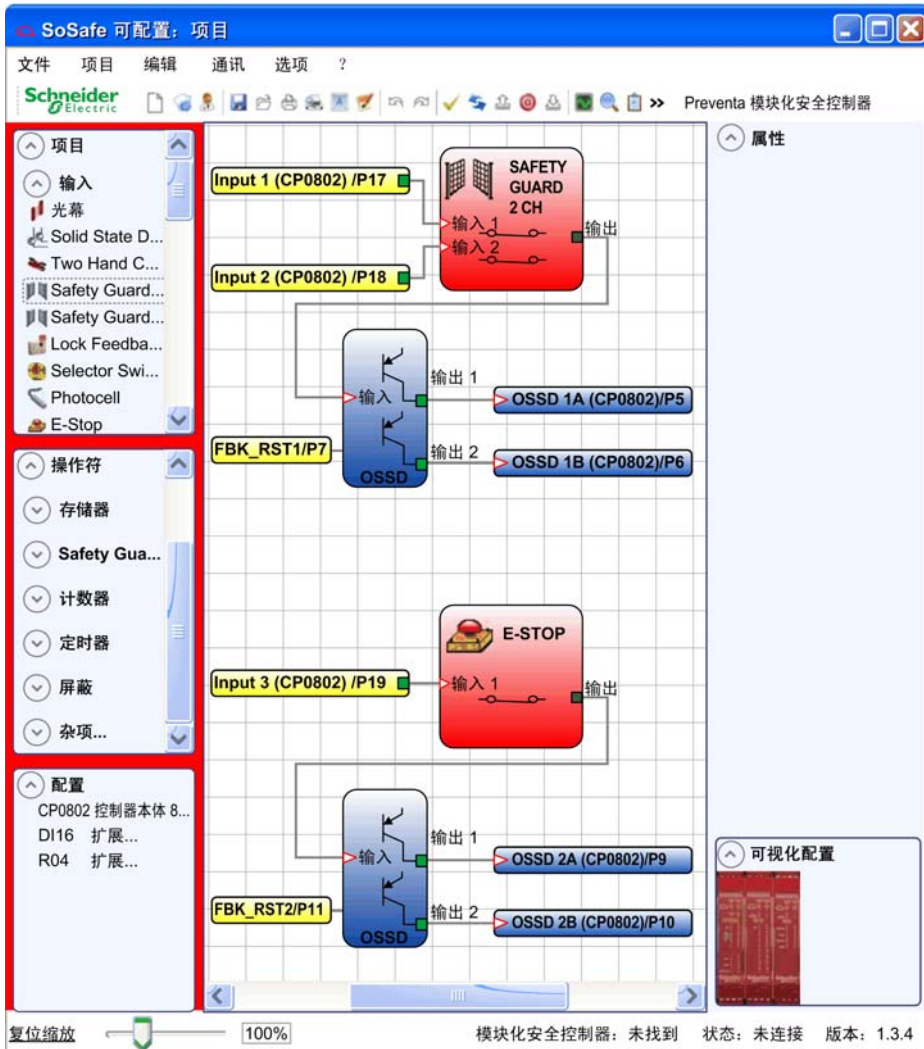 SoSafe 可配置：项目
文件 项目 编辑 通讯 选项 ?
Schneider
Electric
Preventa 模块化安全控制器
项目
输入
光幕
Solid State D...
Two Hand C...
Safety Guard...
Safety Guard...
Lock Feedba...
Selector Swi...
Photocell
E-Stop
操作符
存储器
Safety Gua...
计数器
定时器
屏蔽
杂项...
配置
CP0802 控制器本体 8...
DI16 扩展...
R04 扩展...
Input 1 (CP0802) /P17
Input 2 (CP0802) /P18
SAFETY
GUARD
2 CH
输入 1
输入 2
输出
输入
OSSD
FBK_RST1/P7
输出 1
输出 2
OSSD 1A (CP0802)/P5
OSSD 1B (CP0802)/P6
Input 3 (CP0802) /P19
E-STOP
输入 1
输出
输入
OSSD
FBK_RST2/P11
输出 1
输出 2
OSSD 2A (CP0802)/P9
OSSD 2B (CP0802)/P10
属性
可视化配置
复位缩放 100% 模块化安全控制器：未找到 状态：未连接 版本：1.3.4